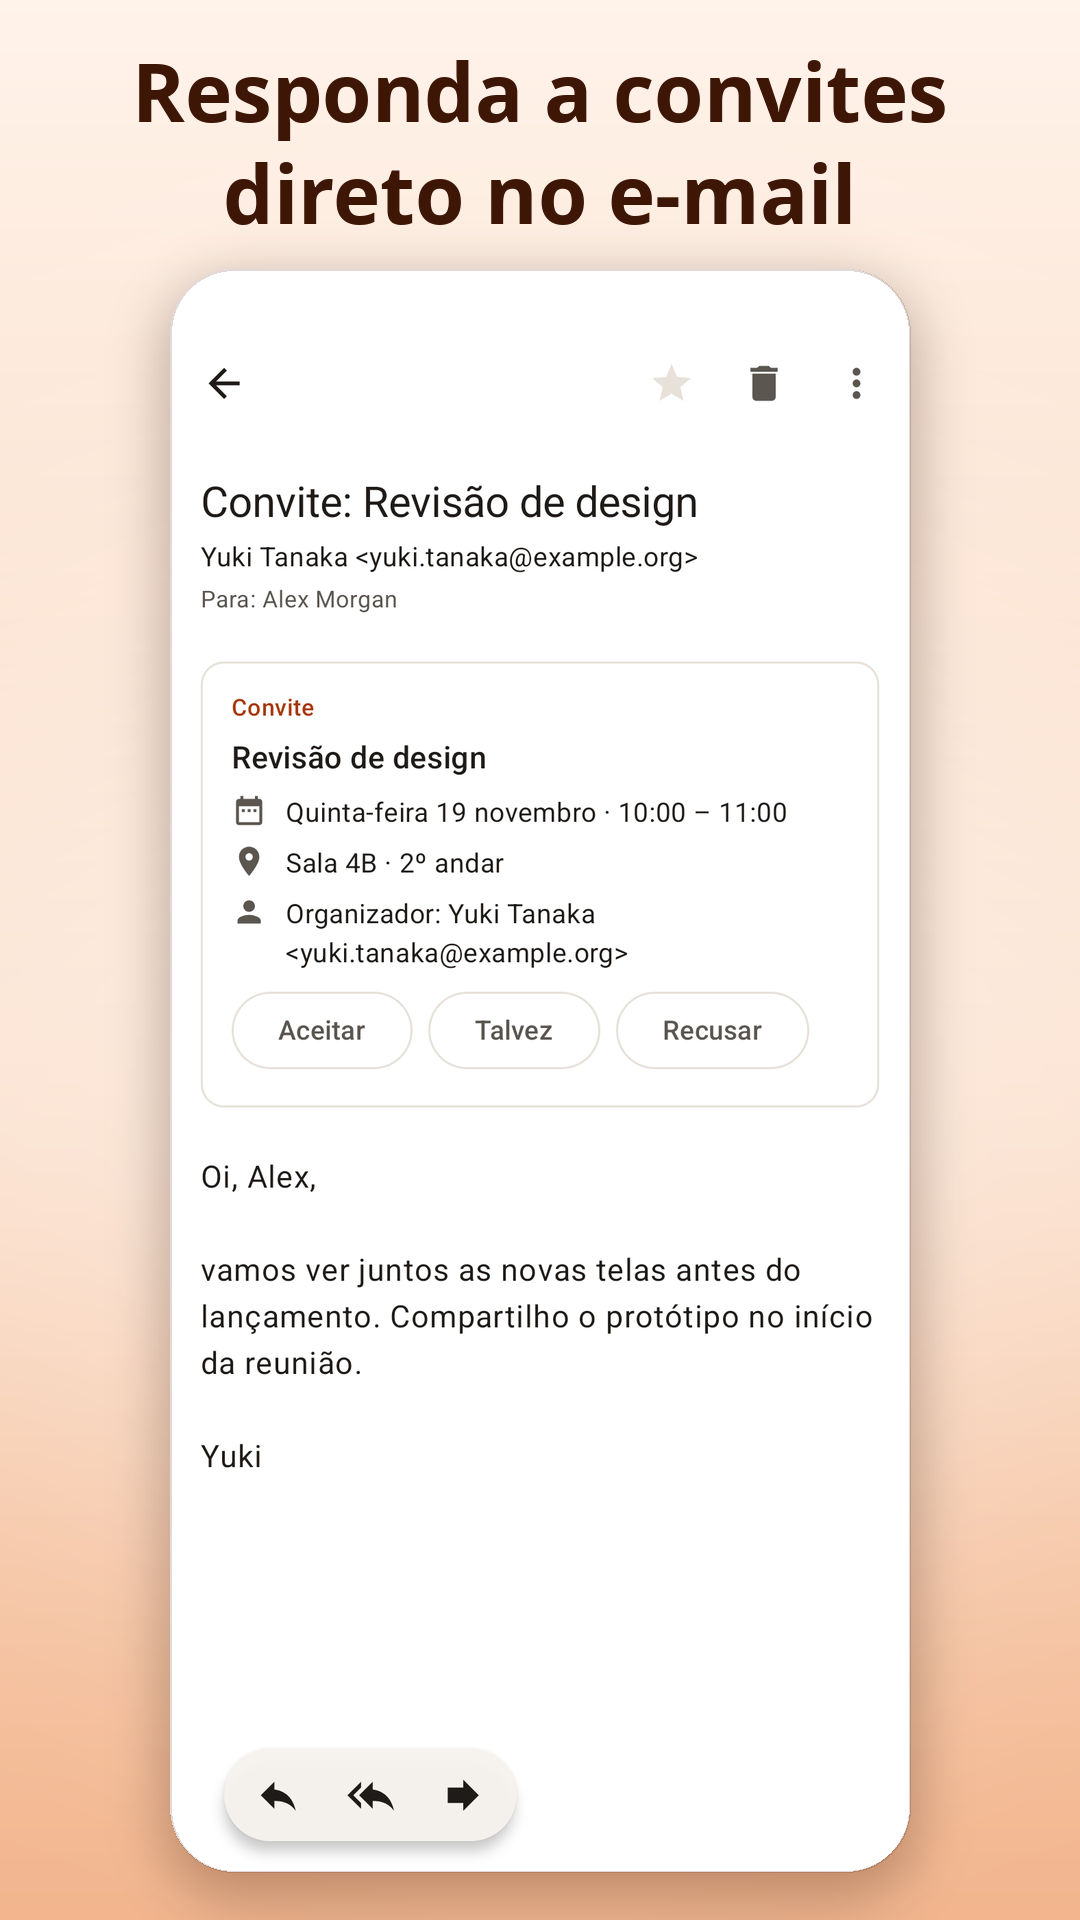 Responda a convites
direto no e-mail
Convite: Revisão de design
Yuki Tanaka <yuki.tanaka@example.org>
Para: Alex Morgan
Convite
Revisão de design
Quinta-feira 19 novembro · 10:00 – 11:00
Sala 4B · 2º andar
Organizador: Yuki Tanaka
<yuki.tanaka@example.org>
Aceitar
Talvez
Recusar
Oi, Alex,
vamos ver juntos as novas telas antes do
lançamento. Compartilho o protótipo no início
da reunião.
Yuki